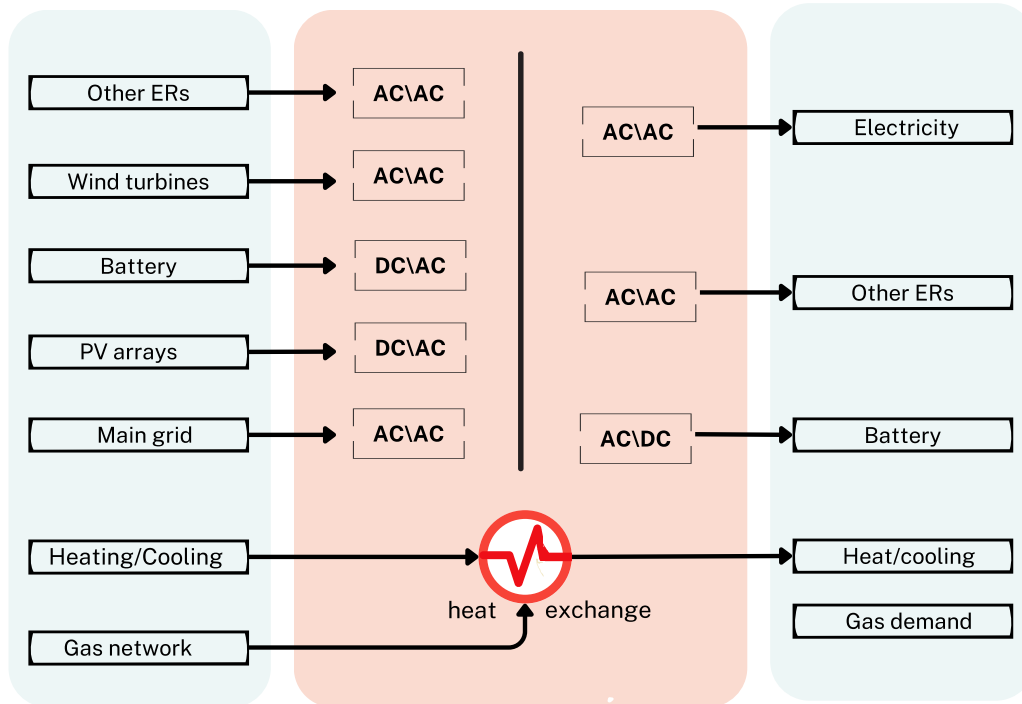 Other ERs
Wind turbines
Battery
PV arrays
Main grid
Heating/Cooling
Gas network
AC\AC
AC\AC
DC\AC
DC\AC
AC\AC
heat exchange
AC\AC
AC\AC
AC\DC
Electricity
Other ERs
Battery
Heat/cooling
Gas demand